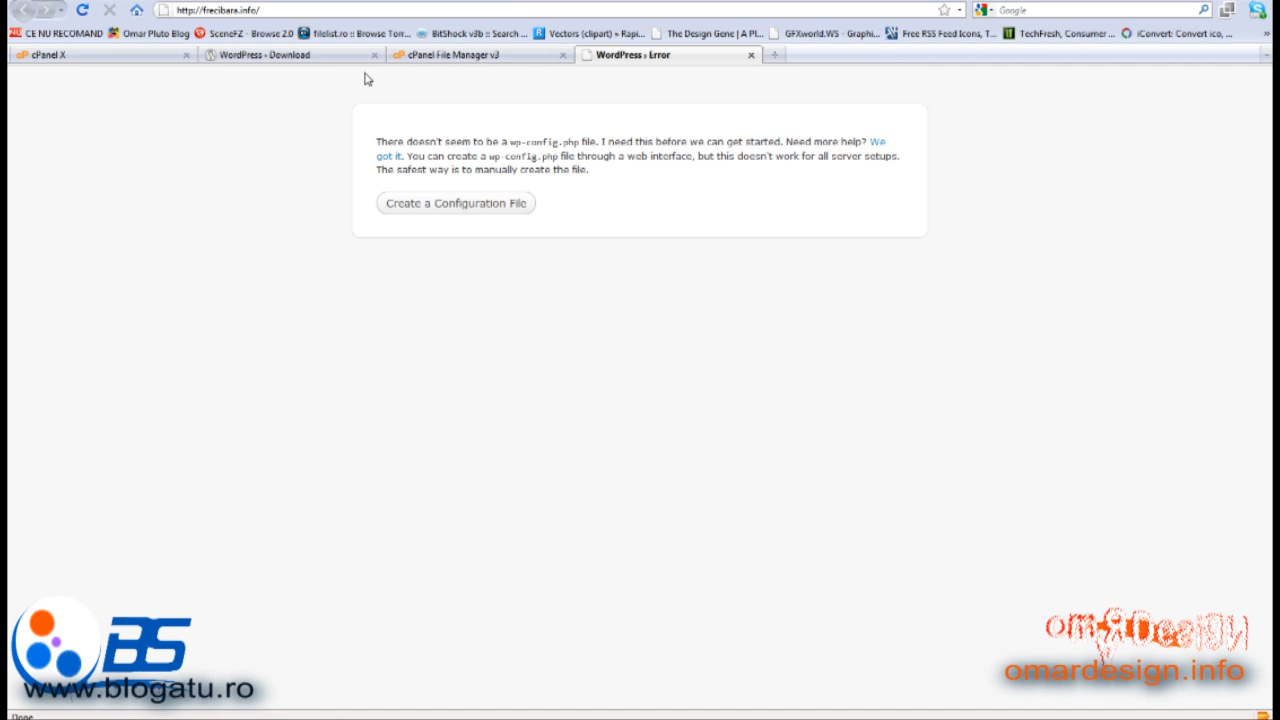 http://frecibara.info/
Google
CE NU RECOMAND
Omar Pluto Blog
SceneFZ - Browse 2.0
filelist.ro :: Browse Torr...
BitShock v3b :: Search ...
Vectors (clipart) » Rapi...
The Design Gene | A Pl...
GFXworld.WS - Graphi...
Free RSS Feed Icons, T...
TechFresh, Consumer ...
iConvert: Convert ico, ...
cPanel X
WordPress › Download
cPanel File Manager v3
WordPress › Error
There doesn't seem to be a wp-config.php file. I need this before we can get started. Need more help? We
got it. You can create a wp-config.php file through a web interface, but this doesn't work for all server setups.
The safest way is to manually create the file.
Create a Configuration File
BS
www.blogatu.ro
omardesign.info
Done